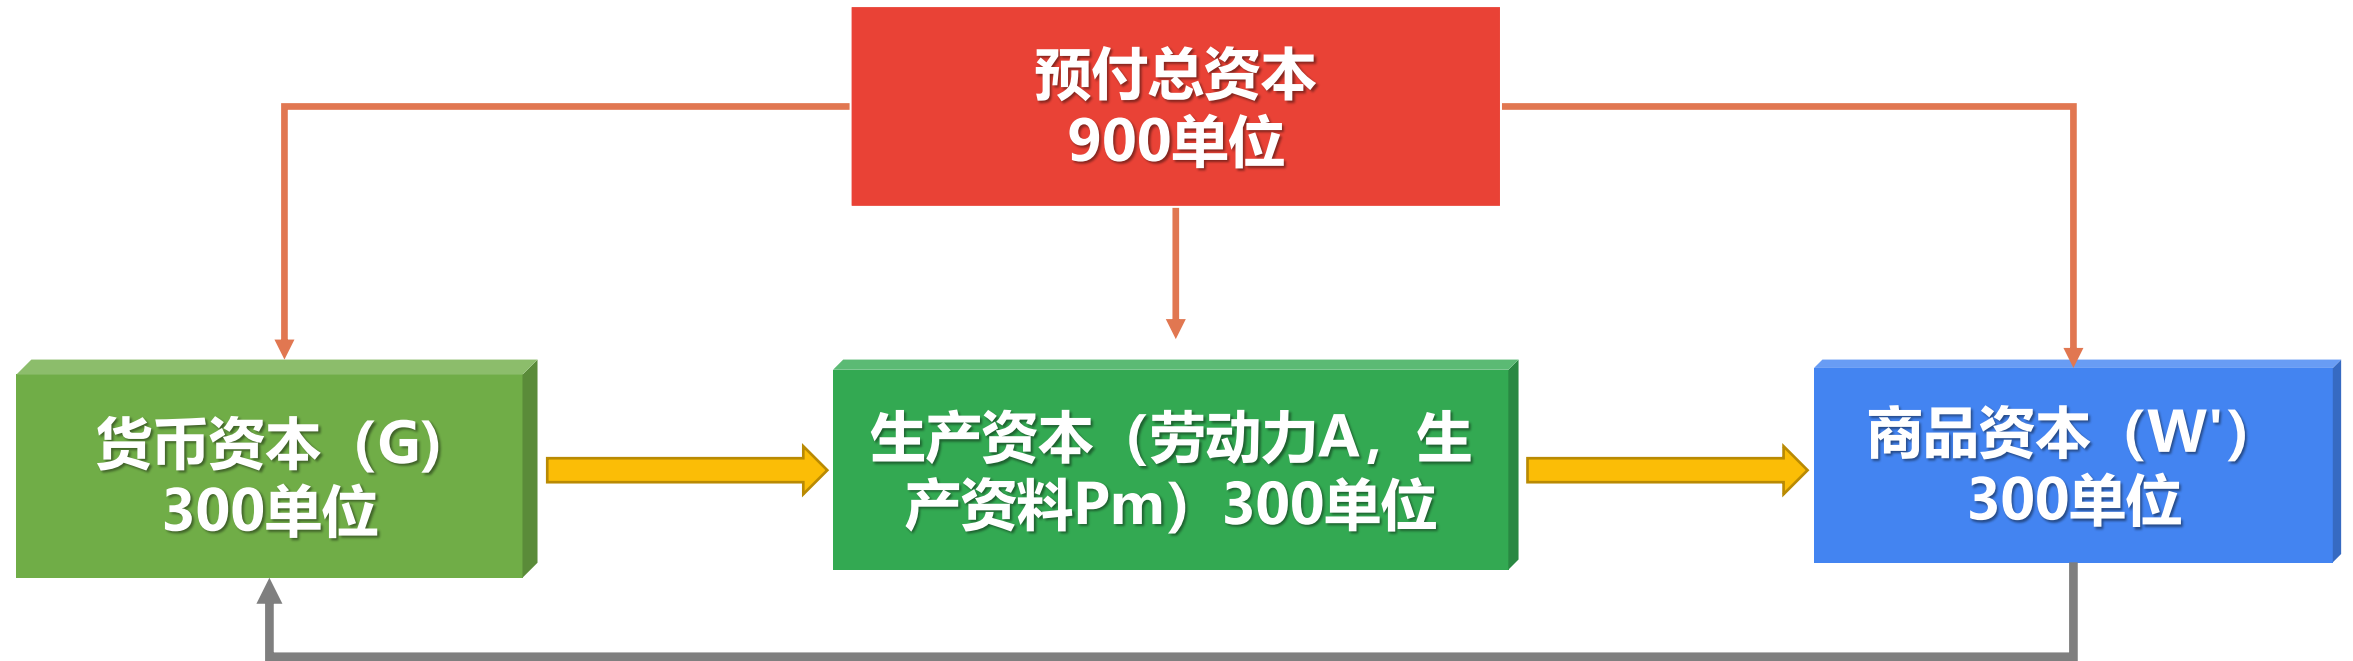 预付总资本
900单位
货币资本（G）
300单位
生产资本（劳动力A，生
产资料Pm）300单位
商品资本（W'）
300单位